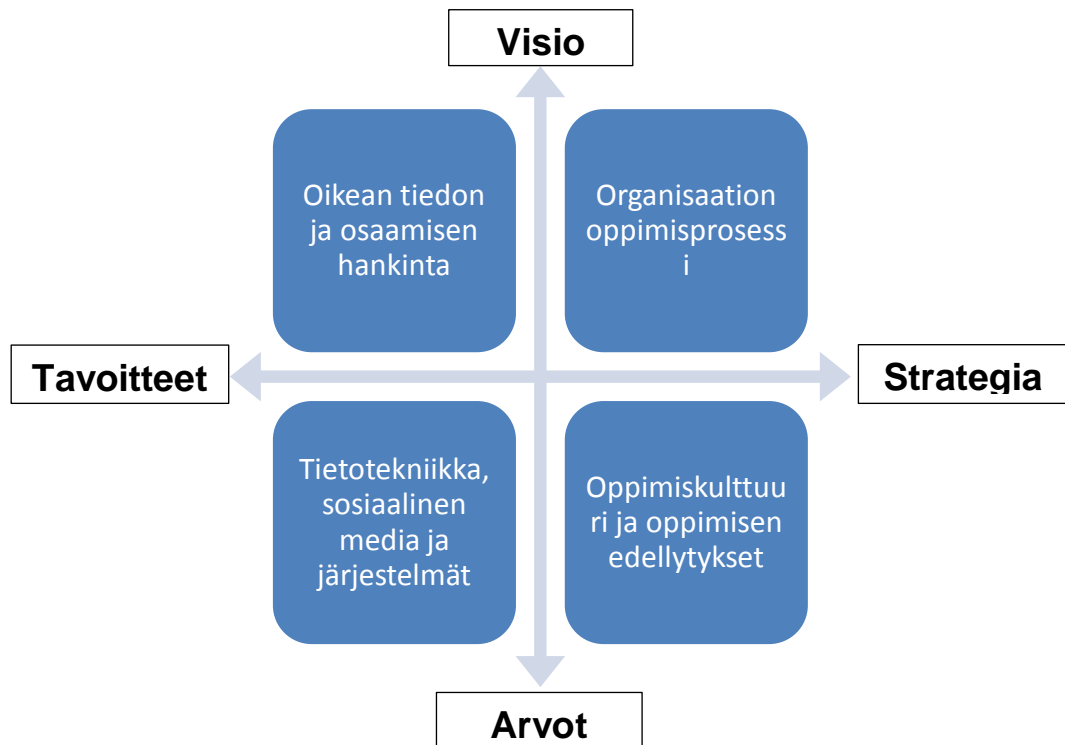 Visio
Oikean tiedon
ja osaamisen
hankinta
Organisaation
oppimisprosess
i
Tavoitteet
Strategia
Tietotekniikka,
sosiaalinen
media ja
järjestelmät
Oppimiskulttuu
ri ja oppimisen
edellytykset
Arvot